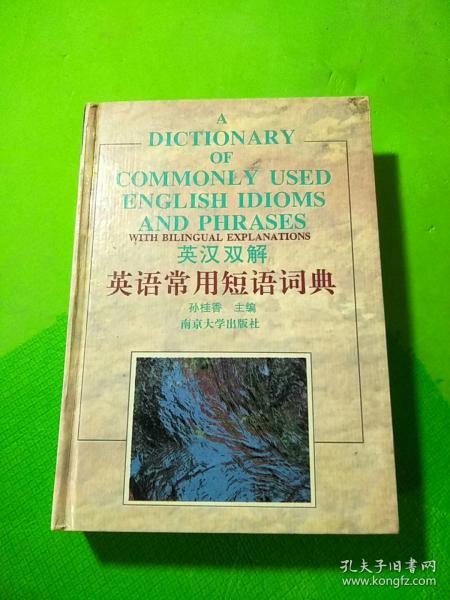 A
DICTIONARY
OF
COMMONLY USED
ENGLISH IDIOMS
AND PHRASES
WITH BILINGUAL EXPLANATIONS
英汉双解
英语常用短语词典
孙桂香 主编
南京大学出版社
孔夫子旧书网
www.kongfz.com